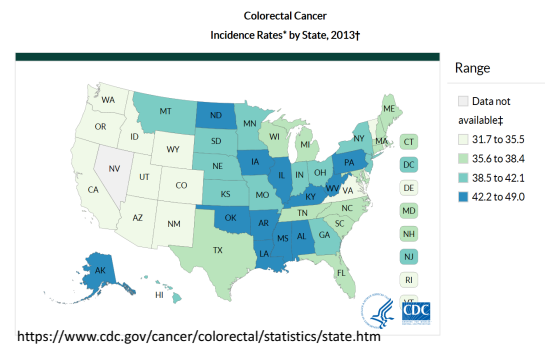 Colorectal Cancer
Incidence Rates* by State, 2013†
Range
Data not
available‡
31.7 to 35.5
35.6 to 38.4
38.5 to 42.1
42.2 to 49.0
WA
MT
ND
MN
ME
OR
ID
SD
WI
MI
NY
MA
CT
WY
NE
IA
PA
DC
NV
UT
CO
IL
IN
OH
WV
VA
DE
CA
KS
MO
KY
MD
AZ
NM
OK
AR
TN
NC
NH
SC
TX
LA
MS
AL
GA
NJ
AK
HI
FL
RI
VT
CDC
https://www.cdc.gov/cancer/colorectal/statistics/state.htm